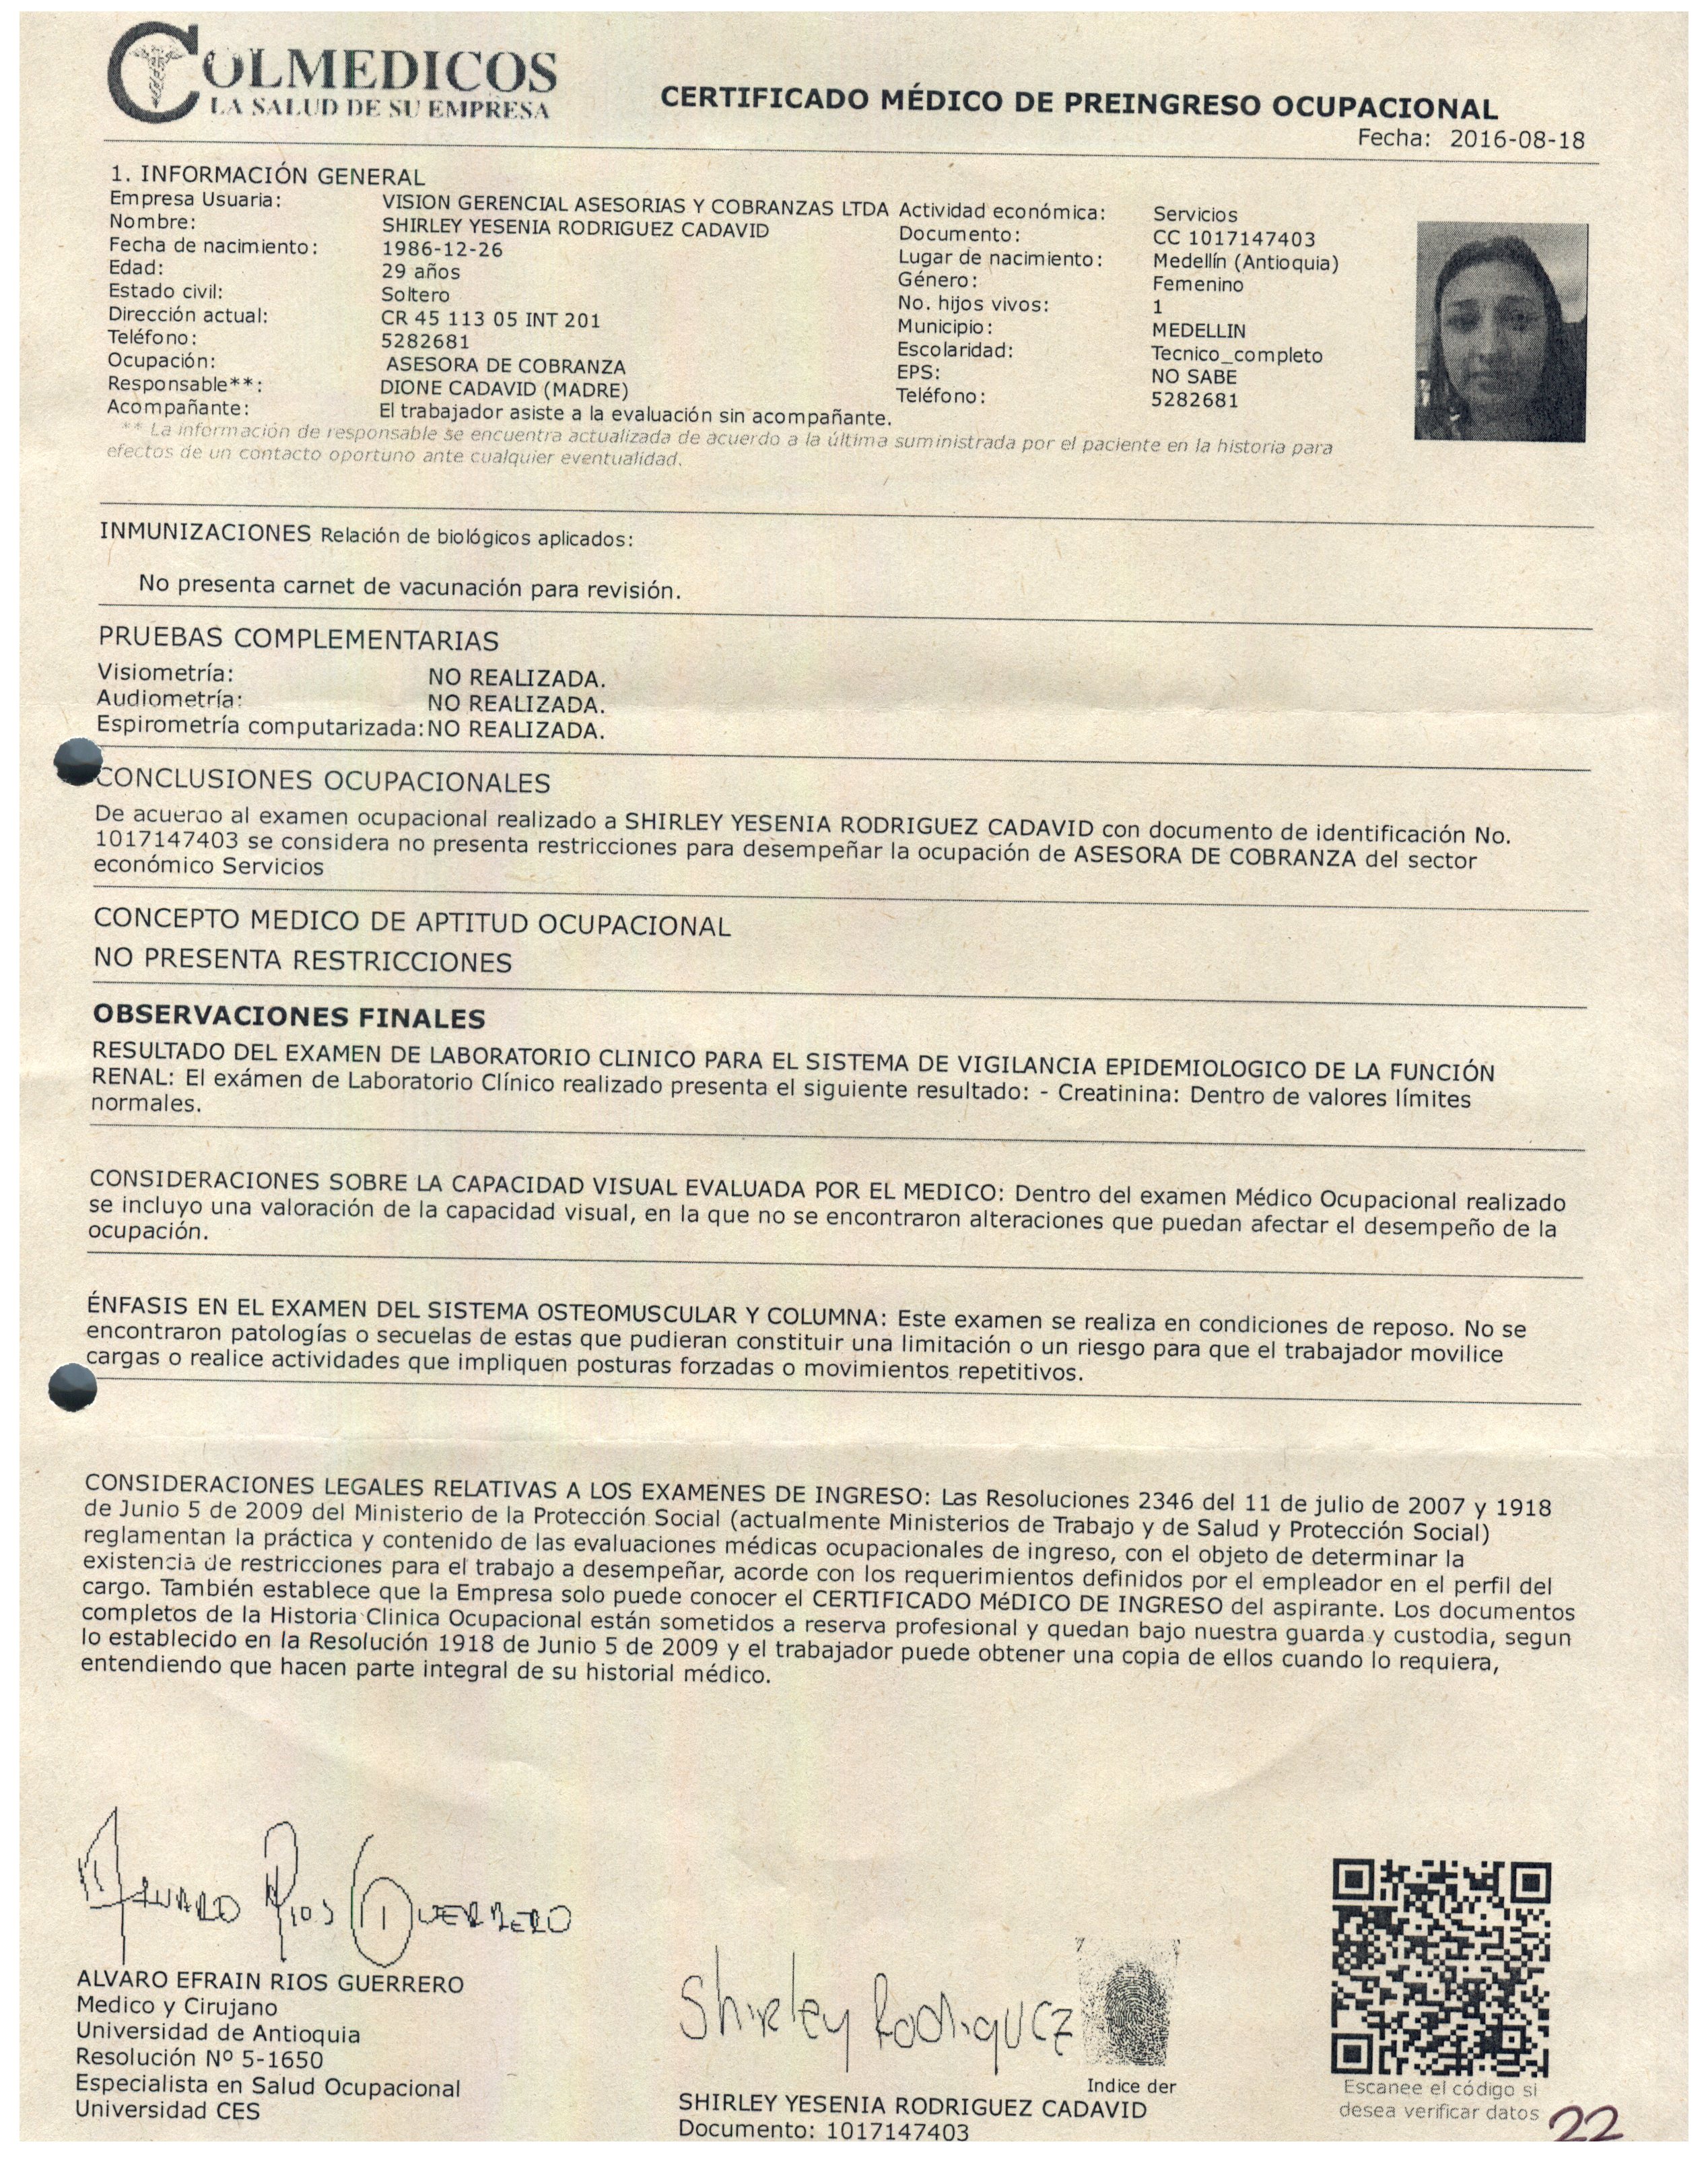 COLMEDICOS
LA SALUD DE SU EMPRESA
CERTIFICADO MÉDICO DE PREINGRESO OCUPACIONAL
Fecha: 2016-08-18
1. INFORMACIÓN GENERAL
Empresa Usuaria: VISION GERENCIAL ASESORIAS Y COBRANZAS LTDA Actividad económica: Servicios
Nombre: SHIRLEY YESENIA RODRIGUEZ CADAVID Documento: CC 1017147403
Fecha de nacimiento: 1986-12-26 Lugar de nacimiento: Medellín (Antioquia)
Edad: 29 años Género: Femenino
Estado civil: Soltero No. hijos vivos: 1
Dirección actual: CR 45 113 05 INT 201 Municipio: MEDELLIN
Teléfono: 5282681 Escolaridad: Tecnico_completo
Ocupación: ASESORA DE COBRANZA EPS: NO SABE
Responsable**: DIONE CADAVID (MADRE) Teléfono: 5282681
Acompañante: El trabajador asiste a la evaluación sin acompañante.
** La información de responsable se encuentra actualizada de acuerdo a la última suministrada por el paciente en la historia para
efectos de un contacto oportuno ante cualquier eventualidad.
INMUNIZACIONES Relación de biológicos aplicados:
No presenta carnet de vacunación para revisión.
PRUEBAS COMPLEMENTARIAS
Visiometría: NO REALIZADA.
Audiometría: NO REALIZADA.
Espirometría computarizada: NO REALIZADA.
CONCLUSIONES OCUPACIONALES
De acuerdo al examen ocupacional realizado a SHIRLEY YESENIA RODRIGUEZ CADAVID con documento de identificación No.
1017147403 se considera no presenta restricciones para desempeñar la ocupación de ASESORA DE COBRANZA del sector
económico Servicios
CONCEPTO MEDICO DE APTITUD OCUPACIONAL
NO PRESENTA RESTRICCIONES
OBSERVACIONES FINALES
RESULTADO DEL EXAMEN DE LABORATORIO CLINICO PARA EL SISTEMA DE VIGILANCIA EPIDEMIOLOGICO DE LA FUNCIÓN
RENAL: El exámen de Laboratorio Clínico realizado presenta el siguiente resultado: - Creatinina: Dentro de valores límites
normales.
CONSIDERACIONES SOBRE LA CAPACIDAD VISUAL EVALUADA POR EL MEDICO: Dentro del examen Médico Ocupacional realizado
se incluyo una valoración de la capacidad visual, en la que no se encontraron alteraciones que puedan afectar el desempeño de la
ocupación.
ÉNFASIS EN EL EXAMEN DEL SISTEMA OSTEOMUSCULAR Y COLUMNA: Este examen se realiza en condiciones de reposo. No se
encontraron patologías o secuelas de estas que pudieran constituir una limitación o un riesgo para que el trabajador movilice
cargas o realice actividades que impliquen posturas forzadas o movimientos repetitivos.
CONSIDERACIONES LEGALES RELATIVAS A LOS EXAMENES DE INGRESO: Las Resoluciones 2346 del 11 de julio de 2007 y 1918
de Junio 5 de 2009 del Ministerio de la Protección Social (actualmente Ministerios de Trabajo y de Salud y Protección Social)
reglamentan la práctica y contenido de las evaluaciones médicas ocupacionales de ingreso, con el objeto de determinar la
existencia de restricciones para el trabajo a desempeñar, acorde con los requerimientos definidos por el empleador en el perfil del
cargo. También establece que la Empresa solo puede conocer el CERTIFICADO MéDICO DE INGRESO del aspirante. Los documentos
completos de la Historia Clinica Ocupacional están sometidos a reserva profesional y quedan bajo nuestra guarda y custodia, segun
lo establecido en la Resolución 1918 de Junio 5 de 2009 y el trabajador puede obtener una copia de ellos cuando lo requiera,
entendiendo que hacen parte integral de su historial médico.
ALVARO RIOS GUERRERO
ALVARO EFRAIN RIOS GUERRERO
Medico y Cirujano
Universidad de Antioquia
Resolución Nº 5-1650
Especialista en Salud Ocupacional
Universidad CES
Shirley Rodriguez
Indice der
SHIRLEY YESENIA RODRIGUEZ CADAVID
Documento: 1017147403
Escanee el código si
desea verificar datos
22